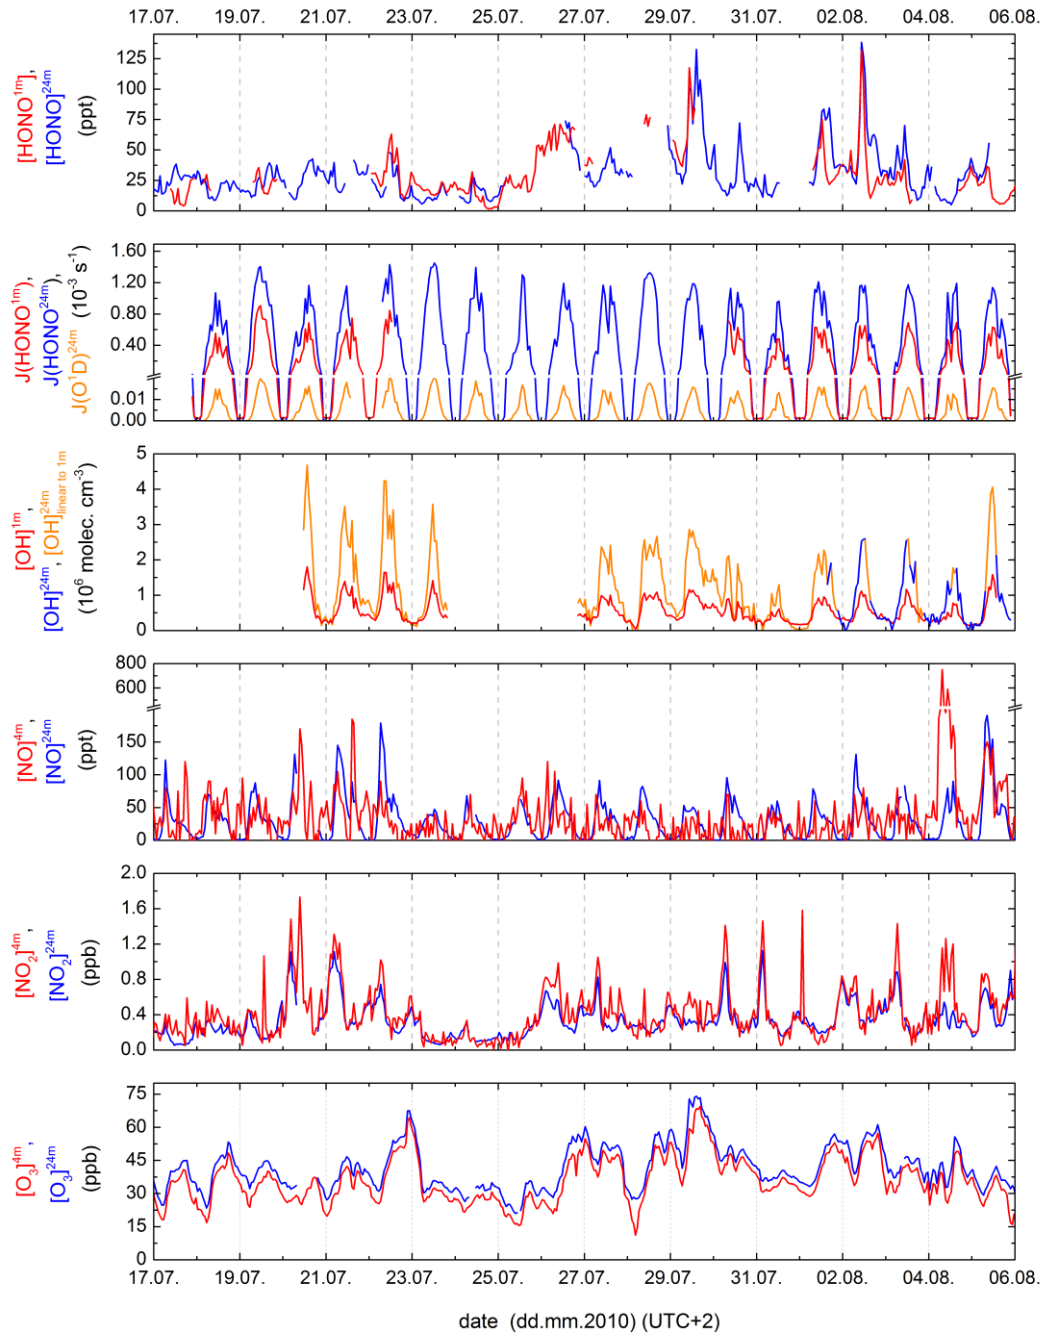 17.07. 19.07. 21.07. 23.07. 25.07. 27.07. 29.07. 31.07. 02.08. 04.08. 06.08.
[HONO¹ᵐ],
[HONO]²⁴ᵐ
(ppt)
125
100
75
50
25
0
J(HONO¹ᵐ),
J(HONO²⁴ᵐ),
J(O¹D)²⁴ᵐ
(10⁻³ s⁻¹)
1.60
1.20
0.80
0.40
0.01
0.00
[OH]¹ᵐ,
[OH]²⁴ᵐ, [OH]²⁴ᵐ linear to 1m
(10⁶ molec. cm⁻³)
5
4
3
2
1
0
[NO]⁴ᵐ,
[NO]²⁴ᵐ
(ppt)
800
600
150
100
50
0
[NO₂]⁴ᵐ,
[NO₂]²⁴ᵐ
(ppb)
2.0
1.6
1.2
0.8
0.4
0.0
[O₃]⁴ᵐ,
[O₃]²⁴ᵐ
(ppb)
75
60
45
30
15
0
17.07. 19.07. 21.07. 23.07. 25.07. 27.07. 29.07. 31.07. 02.08. 04.08. 06.08.
date (dd.mm.2010) (UTC+2)